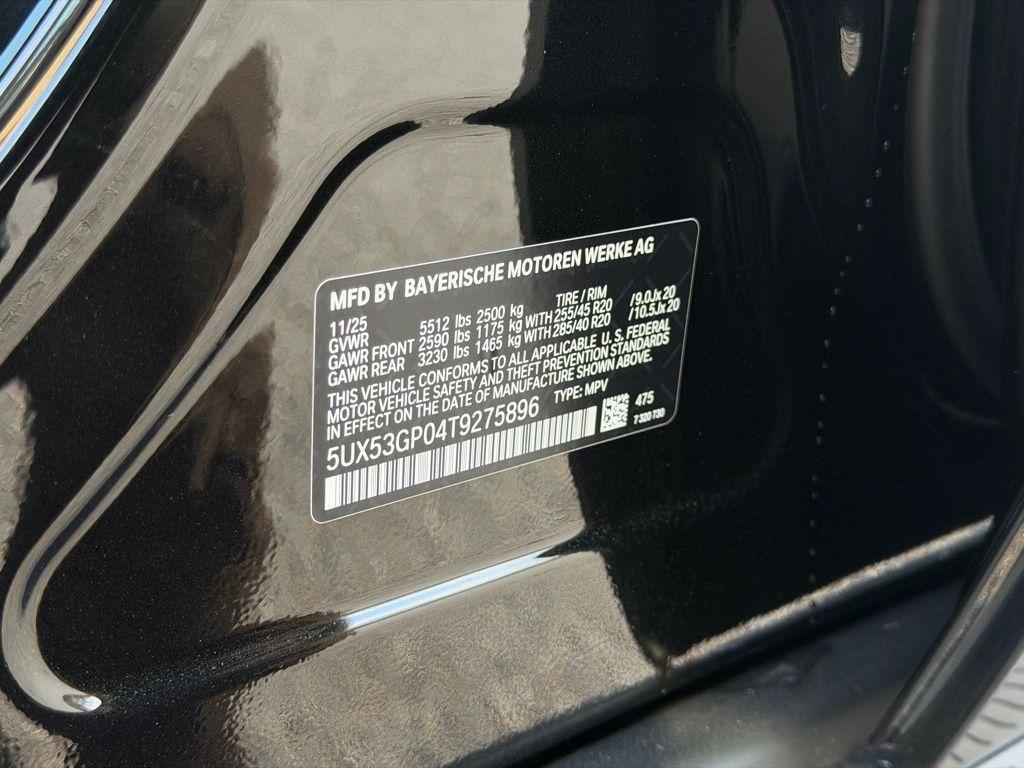 MFD BY BAYERISCHE MOTOREN WERKE AG
11/25 TIRE / RIM
GVWR 5512 lbs 2500 kg
GAWR FRONT 2590 lbs 1175 kg WITH 255/45 R20 /9.0Jx20
GAWR REAR 3230 lbs 1465 kg WITH 285/40 R20 /10.5Jx20
THIS VEHICLE CONFORMS TO ALL APPLICABLE U. S. FEDERAL
MOTOR VEHICLE SAFETY AND THEFT PREVENTION STANDARDS
IN EFFECT ON THE DATE OF MANUFACTURE SHOWN ABOVE.
5UX53GP04T9275896 TYPE: MPV
475
7 320 730